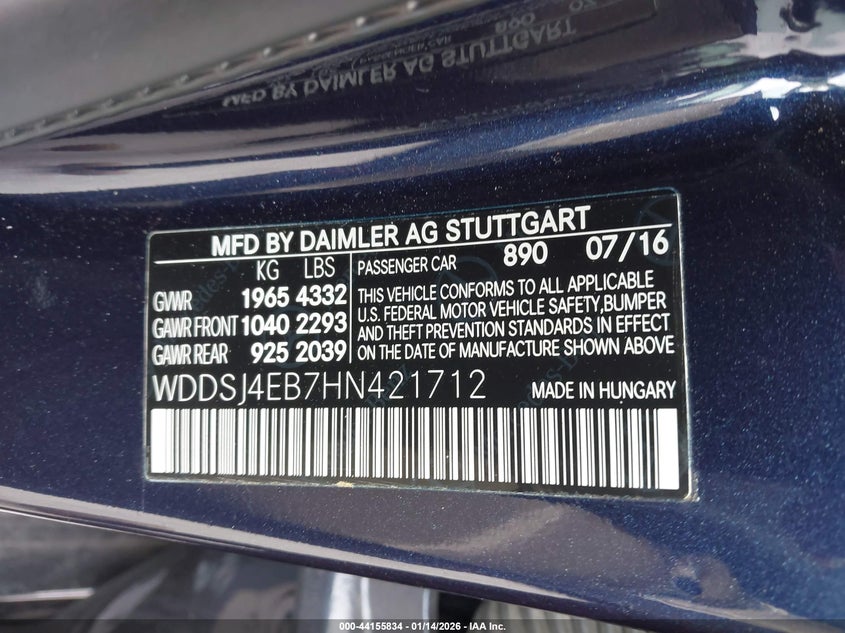 MFD BY DAIMLER AG STUTTGART
KG LBS
GVWR 1965 4332
GAWR FRONT 1040 2293
GAWR REAR 925 2039
PASSENGER CAR 890 07/16
THIS VEHICLE CONFORMS TO ALL APPLICABLE
U.S. FEDERAL MOTOR VEHICLE SAFETY,BUMPER
AND THEFT PREVENTION STANDARDS IN EFFECT
ON THE DATE OF MANUFACTURE SHOWN ABOVE
WDDSJ4EB7HN421712 MADE IN HUNGARY
000-44155834 - 01/14/2026 - IAA Inc.